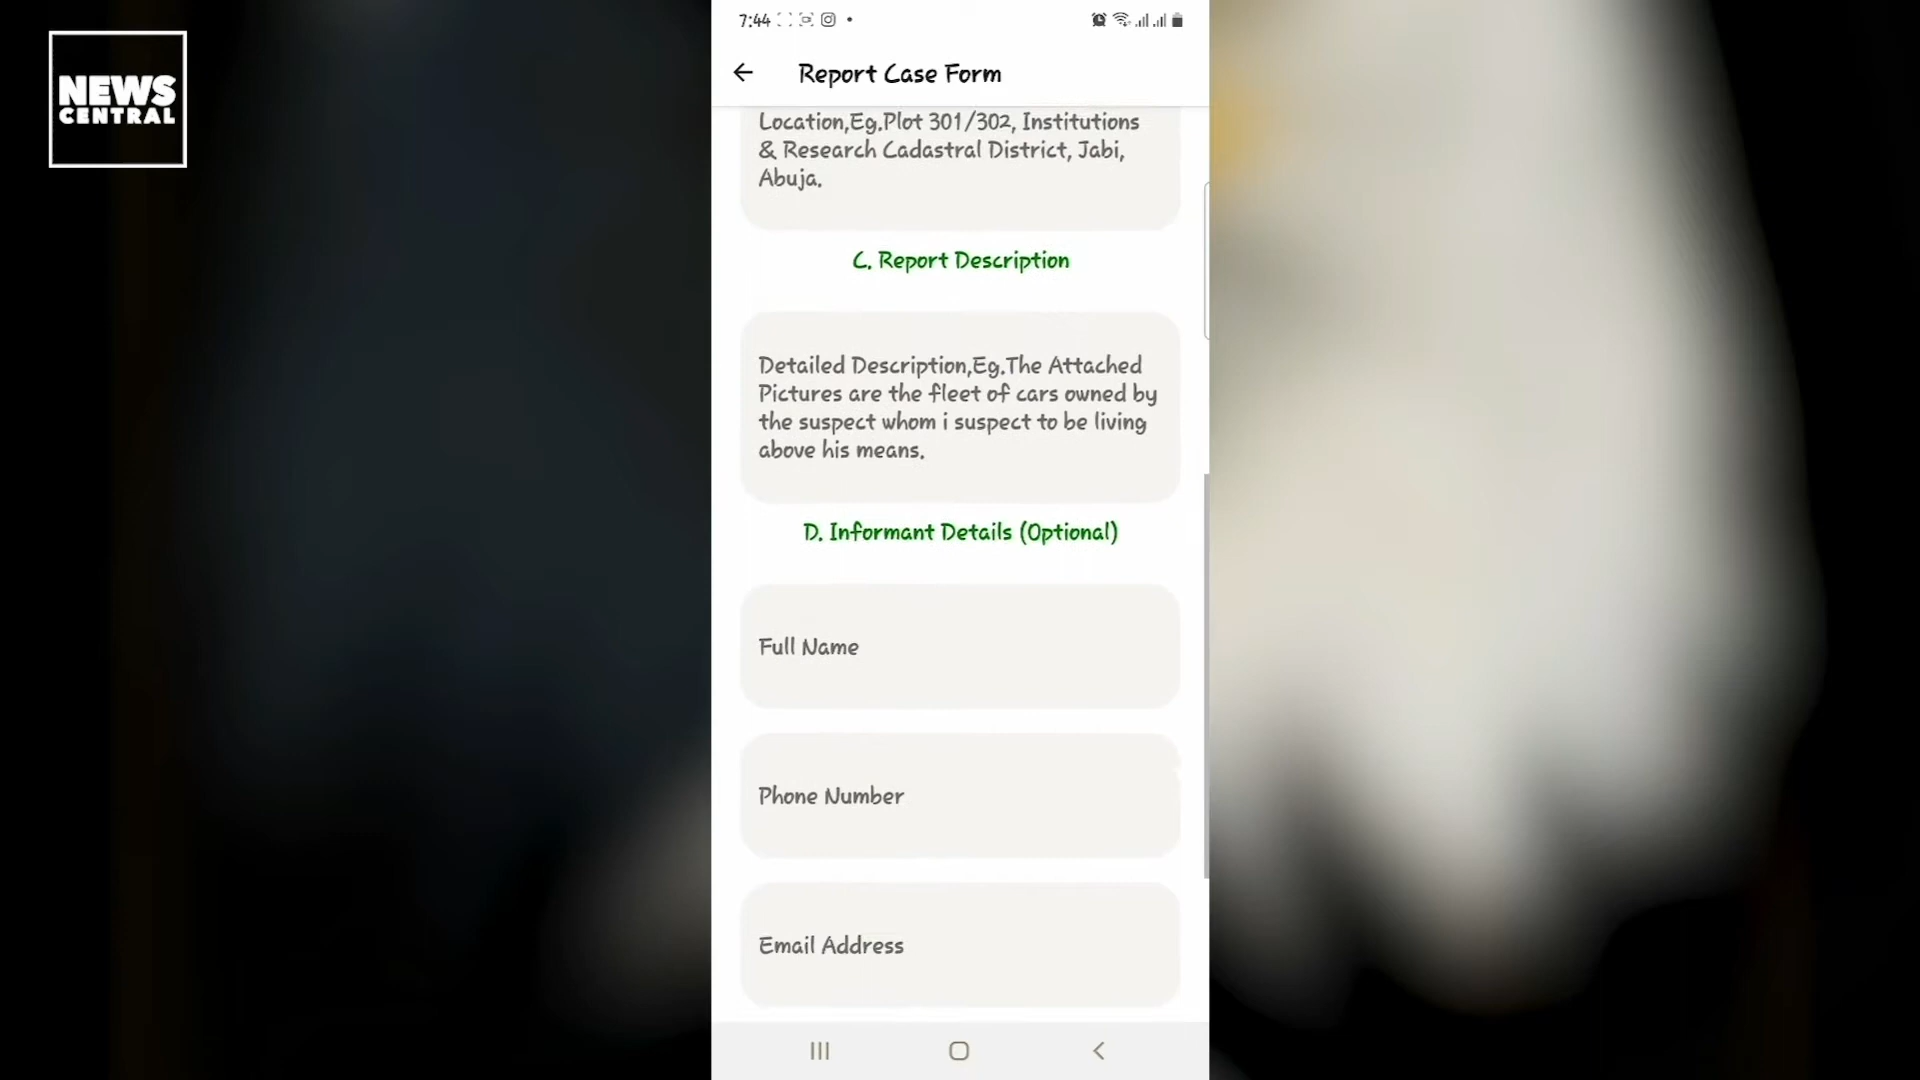 NEWS
CENTRAL
7:44
Report Case Form
Location,Eg.Plot 301/302, Institutions
& Research Cadastral District, Jabi,
Abuja.
C. Report Description
Detailed Description,Eg.The Attached
Pictures are the fleet of cars owned by
the suspect whom i suspect to be living
above his means.
D. Informant Details (Optional)
Full Name
Phone Number
Email Address